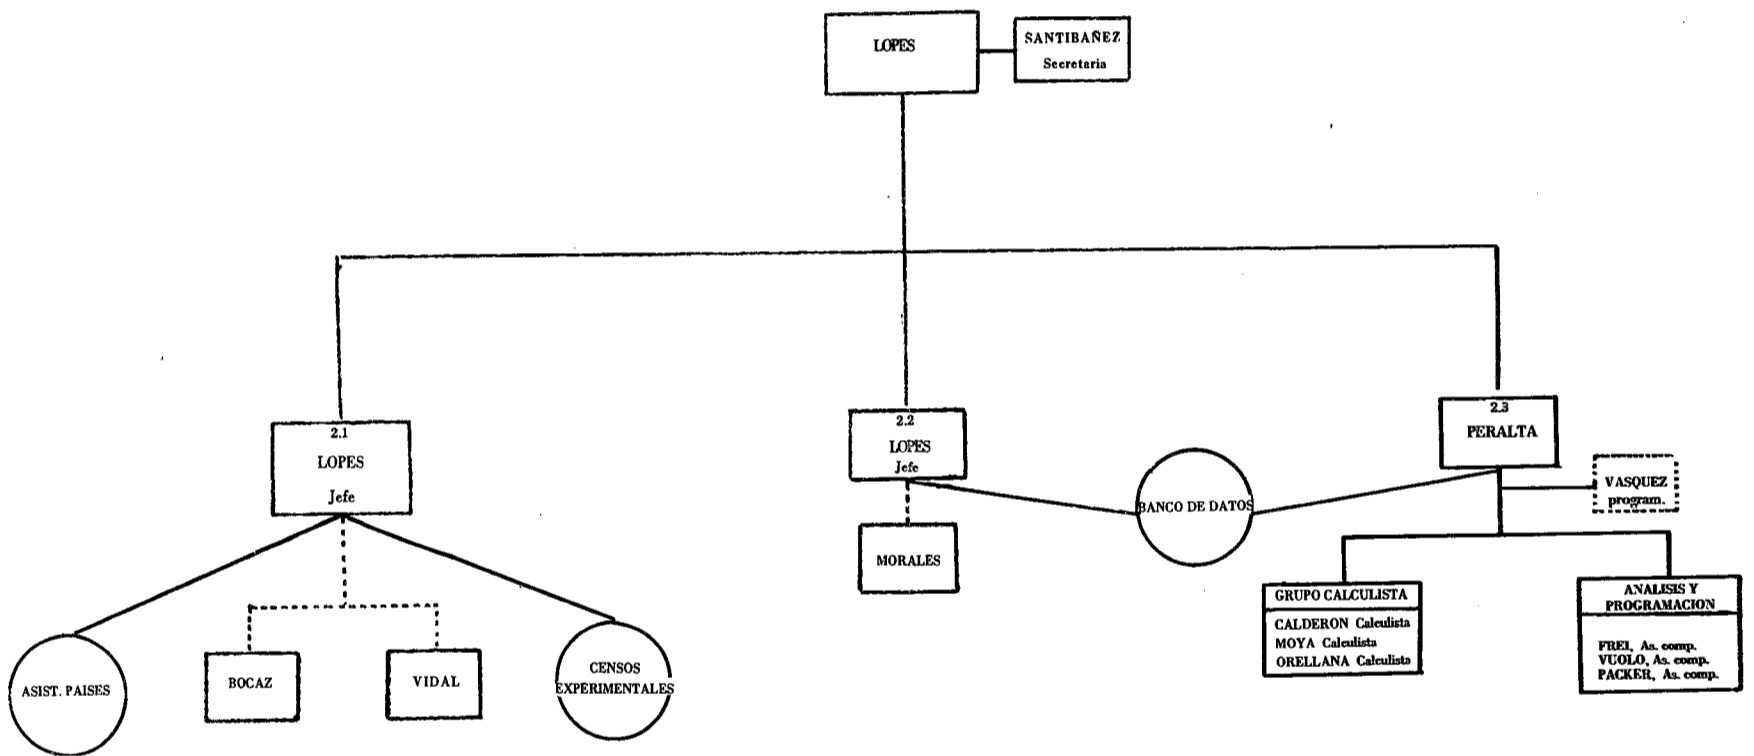 LOPES
SANTIBAÑEZ
Secretaria
2.1
LOPES
Jefe
2.2
LOPES
Jefe
2.3
PERALTA
VASQUEZ
program.
BANCO DE DATOS
MORALES
GRUPO CALCULISTA
CALDERON Calculista
MOYA Calculista
ORELLANA Calculista
ANALISIS Y
PROGRAMACION
FREI, As. comp.
VUOLO, As. comp.
PACKER, As. comp.
ASIST. PAISES
BOCAZ
VIDAL
CENSOS
EXPERIMENTALES